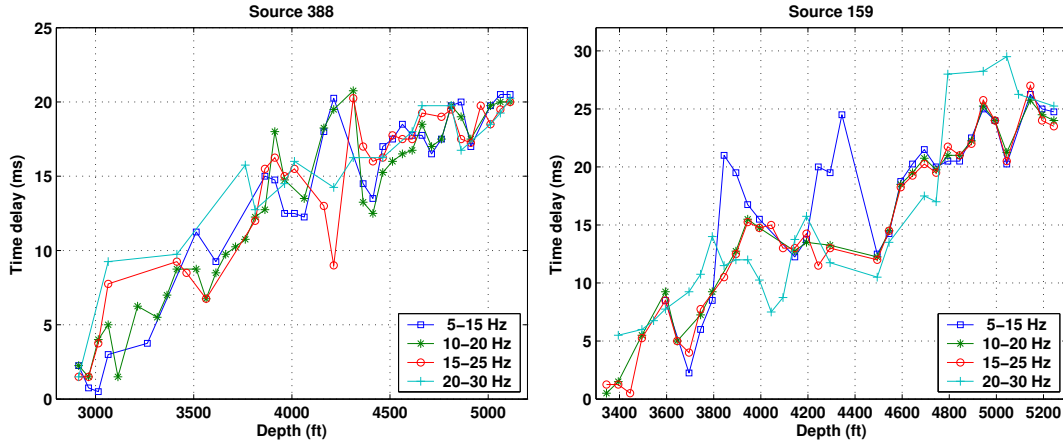 Source 388
Time delay (ms)
25
20
15
10
5
0
3000 3500 4000 4500 5000
Depth (ft)
5−15 Hz
10−20 Hz
15−25 Hz
20−30 Hz
Source 159
Time delay (ms)
30
25
20
15
10
5
0
3400 3600 3800 4000 4200 4400 4600 4800 5000 5200
Depth (ft)
5−15 Hz
10−20 Hz
15−25 Hz
20−30 Hz